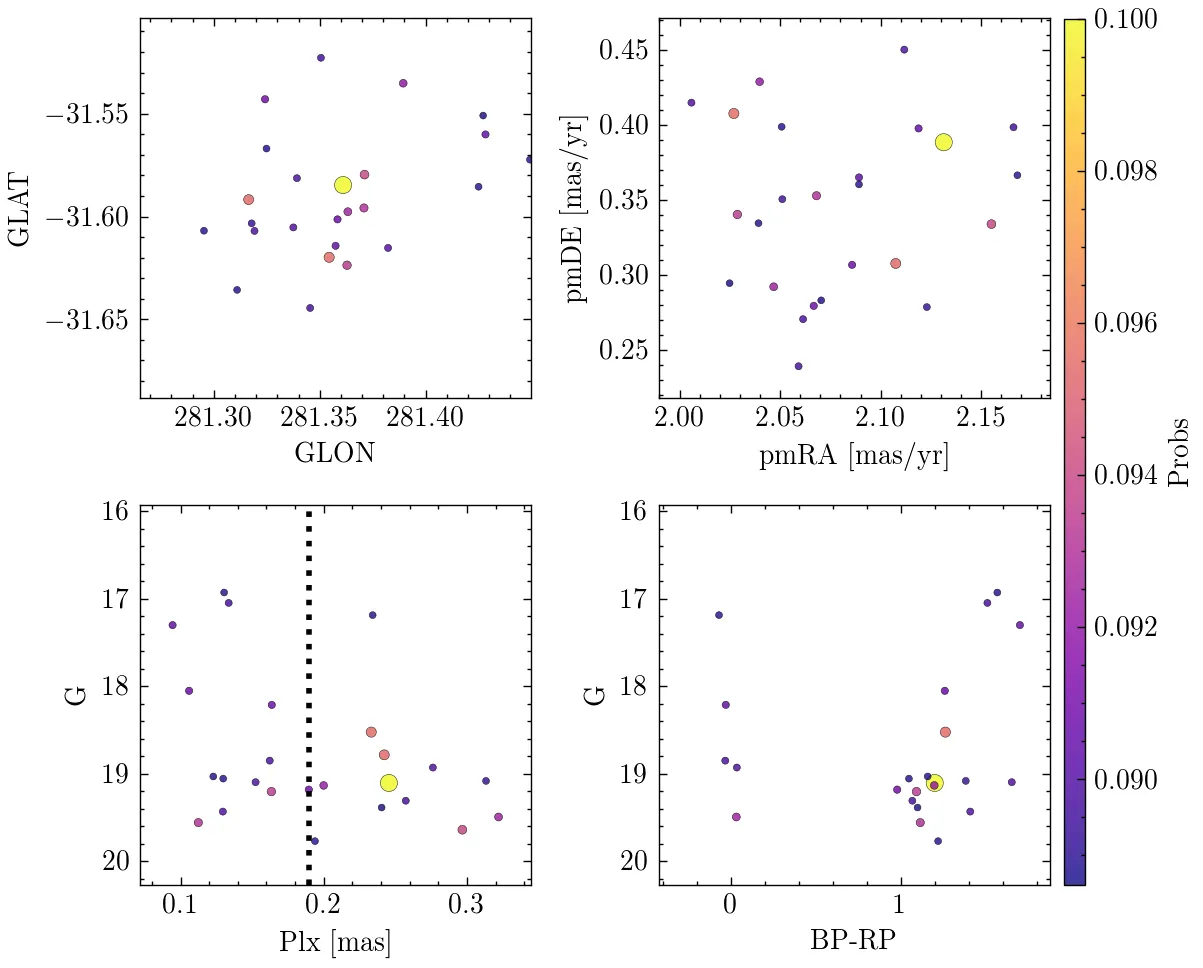 −31.55
−31.60
−31.65
GLAT
281.30 281.35 281.40
GLON
0.45
0.40
0.35
0.30
0.25
pmDE [mas/yr]
2.00 2.05 2.10 2.15
pmRA [mas/yr]
16
17
18
19
20
G
0.1 0.2 0.3
Plx [mas]
16
17
18
19
20
G
0 1
BP-RP
0.100
0.098
0.096
0.094
0.092
0.090
Probs